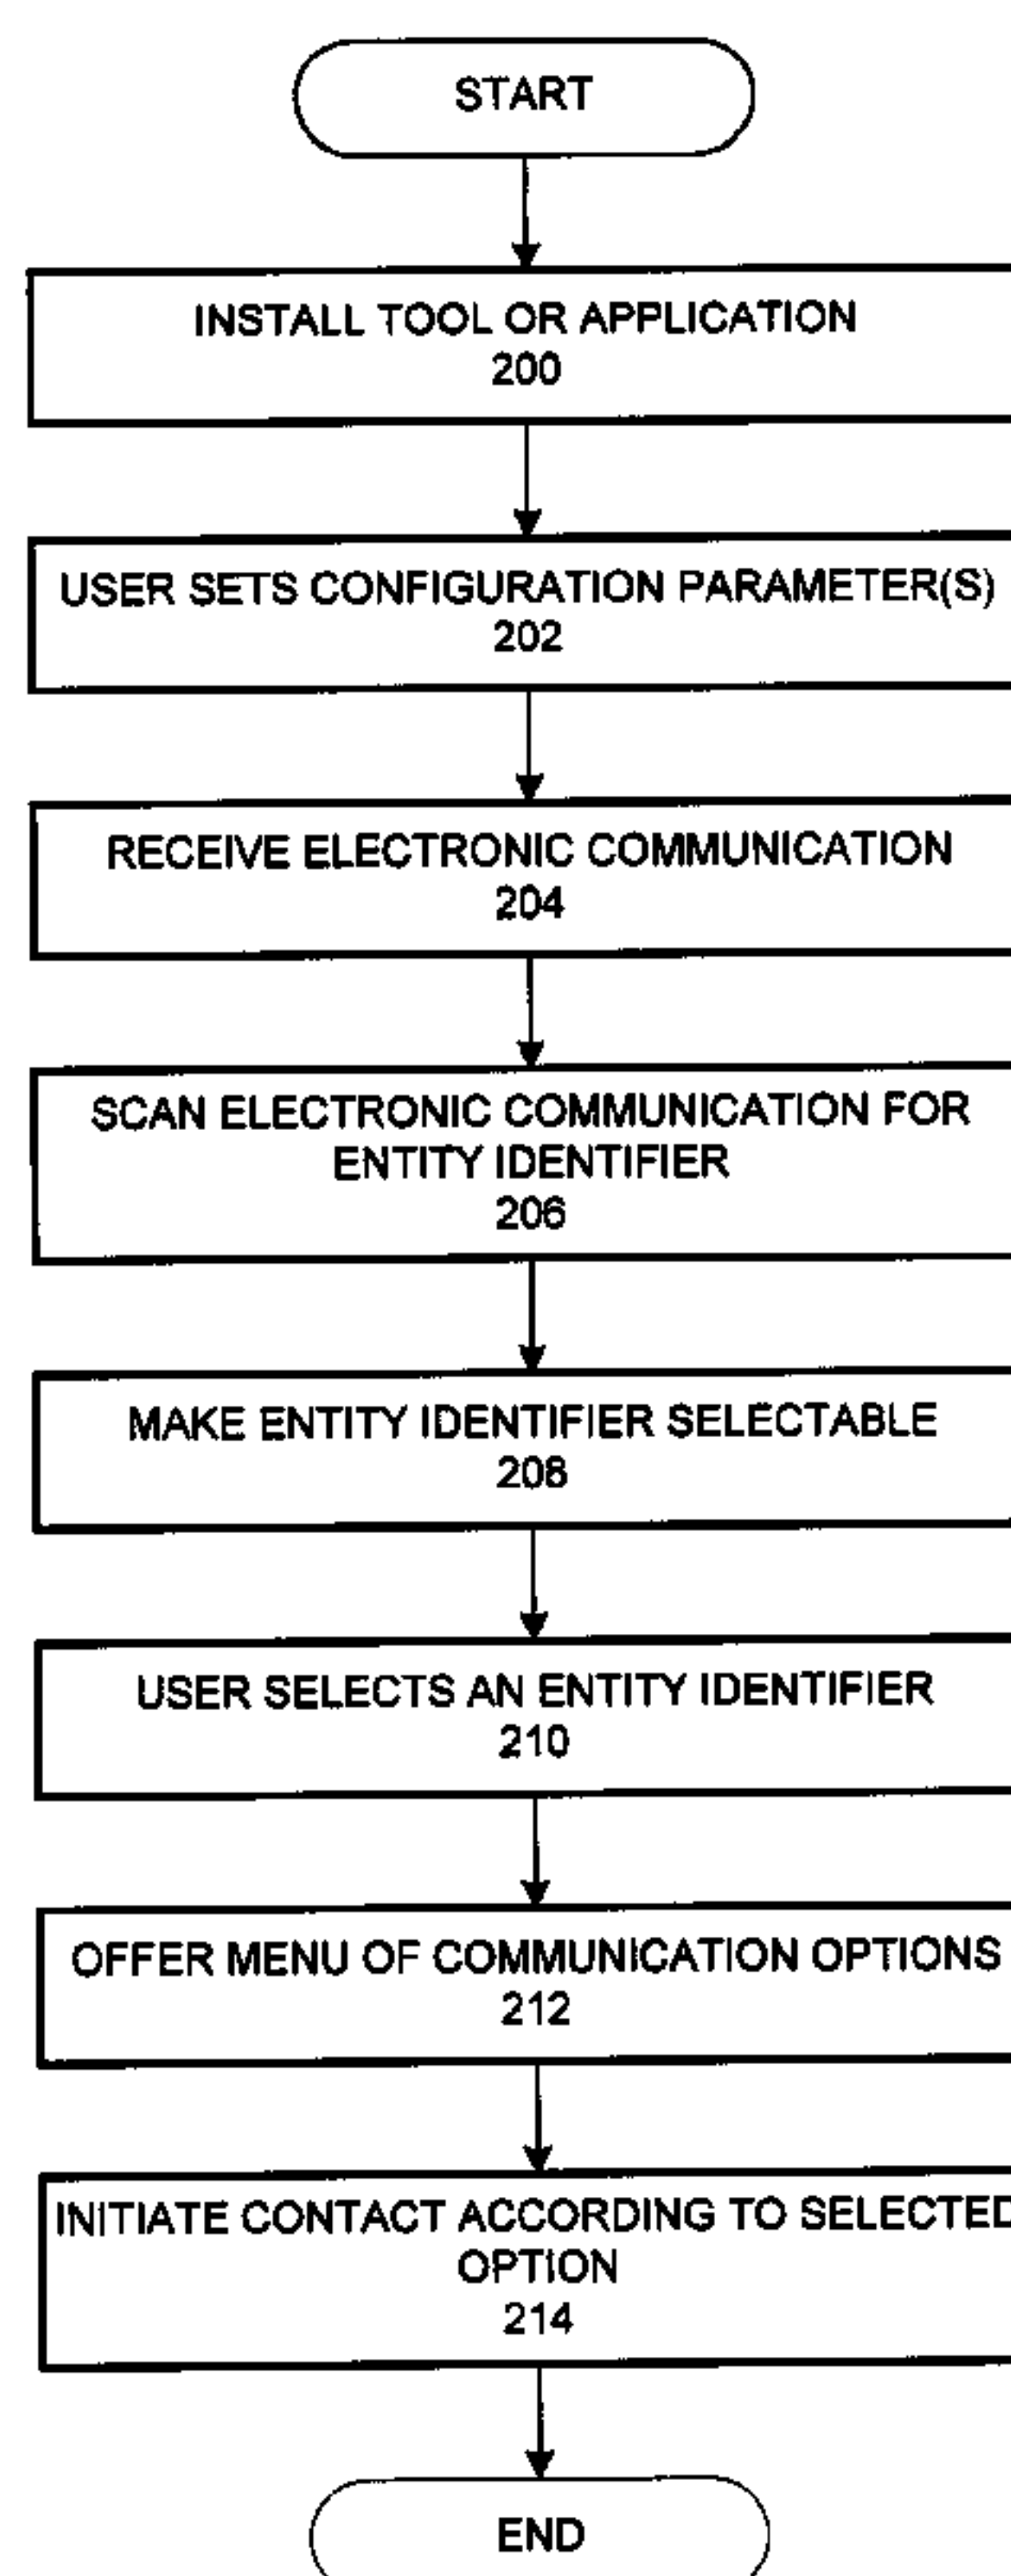 START
INSTALL TOOL OR APPLICATION
200
USER SETS CONFIGURATION PARAMETER(S)
202
RECEIVE ELECTRONIC COMMUNICATION
204
SCAN ELECTRONIC COMMUNICATION FOR
ENTITY IDENTIFIER
206
MAKE ENTITY IDENTIFIER SELECTABLE
208
USER SELECTS AN ENTITY IDENTIFIER
210
OFFER MENU OF COMMUNICATION OPTIONS
212
INITIATE CONTACT ACCORDING TO SELECTED
OPTION
214
END